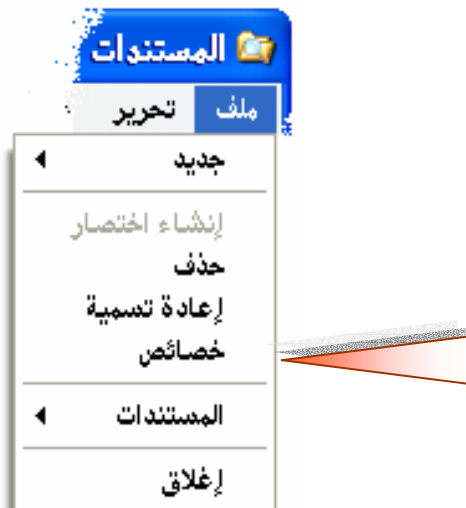 المستندات
ملف تحرير
جديد
إنشاء اختصار
حذف
إعادة تسمية
خصائص
المستندات
إغلاق